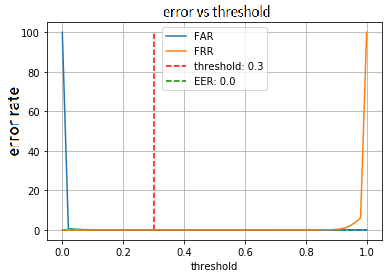 error vs threshold
FAR
FRR
threshold: 0.3
EER: 0.0
error rate
100
80
60
40
20
0
0.0 0.2 0.4 0.6 0.8 1.0
threshold